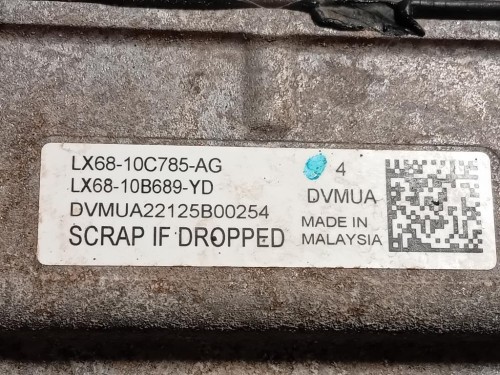 LX68-10C785-AG
LX68-10B689-YD
DVMUA22125B00254
SCRAP IF DROPPED
4
DVMUA
MADE IN
MALAYSIA